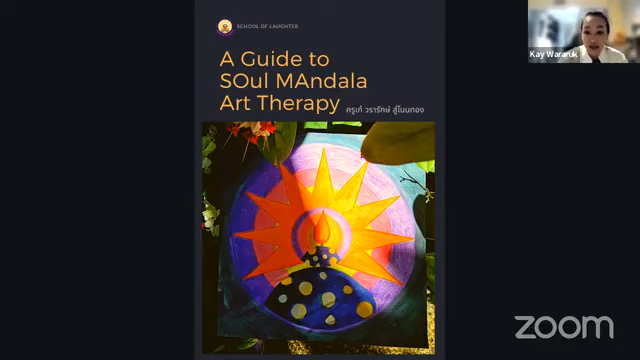 SCHOOL OF LAUGHTER
A Guide to
SOul MAndala
Art Therapy
ครูเก๋ วรารักษ์ สู่โนนทอง
Kay Wararuk
zoom